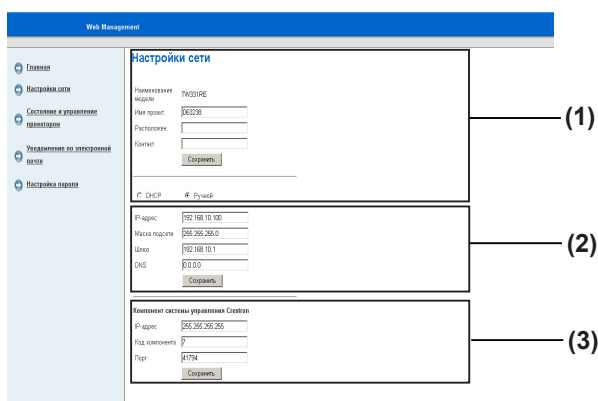 Web Management
Главная
Настройки сети
Состояние и управление
проектором
Уведомление по электронной
почте
Настройка пароля
Настройки сети
Наименование
модели
TW331RE
Имя проект.
D63238
Расположен.
Контакт
Сохранить
DHCP
Ручной
(1)
IP-адрес
192.168.10.100
Маска подсети
255.255.255.0
Шлюз
192.168.10.1
DNS
0.0.0.0
Сохранить
(2)
Компонент системы управления Crestron
IP-адрес
255.255.255.255
Код компонента
7
Порт
41794
Сохранить
(3)